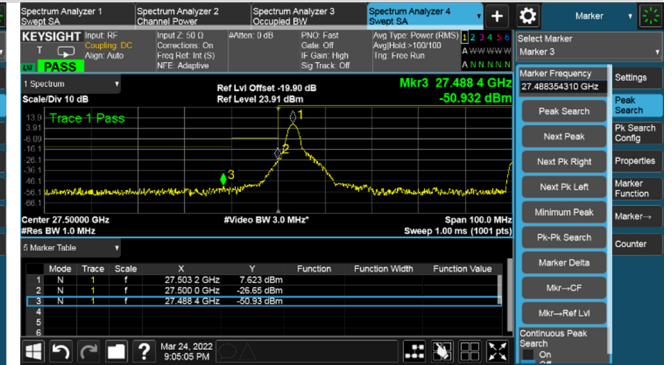 Spectrum Analyzer 1
Swept SA
Spectrum Analyzer 2
Channel Power
Spectrum Analyzer 3
Occupied BW
Spectrum Analyzer 4
Swept SA
+
Marker
KEYSIGHT
Input: RF
Coupling: DC
Align: Auto
Input Z: 50 Ω
Corrections: On
Freq Ref: Int (S)
NFE: Adaptive
#Atten: 0 dB
PNO: Fast
Gate: Off
IF Gain: High
Sig Track: Off
Avg Type: Power (RMS)
Avg|Hold:>100/100
Trig: Free Run
1 2 3 4 5 6
A W W W W W
A N N N N N
T
PASS
Select Marker
Marker 3
1 Spectrum
Scale/Div 10 dB
Ref Lvl Offset -19.90 dB
Ref Level 23.91 dBm
Mkr3 27.488 4 GHz
-50.932 dBm
Trace 1 Pass
13.9
3.91
-6.09
-16.1
-26.1
-36.1
-46.1
-56.1
-66.1
1
2
3
Center 27.50000 GHz
#Res BW 1.0 MHz
#Video BW 3.0 MHz*
Span 100.0 MHz
Sweep 1.00 ms (1001 pts)
5 Marker Table
Mode Trace Scale X Y Function Function Width Function Value
1 N 1 f 27.503 2 GHz 7.623 dBm
2 N 1 f 27.500 0 GHz -26.65 dBm
3 N 1 f 27.488 4 GHz -50.93 dBm
4
5
6
Mar 24, 2022
9:05:05 PM
Marker Frequency
27.488354310 GHz
Peak Search
Next Peak
Next Pk Right
Next Pk Left
Minimum Peak
Pk-Pk Search
Marker Delta
Mkr→CF
Mkr→Ref Lvl
Continuous Peak
Search
On
Off
Settings
Peak
Search
Pk Search
Config
Properties
Marker
Function
Marker→
Counter